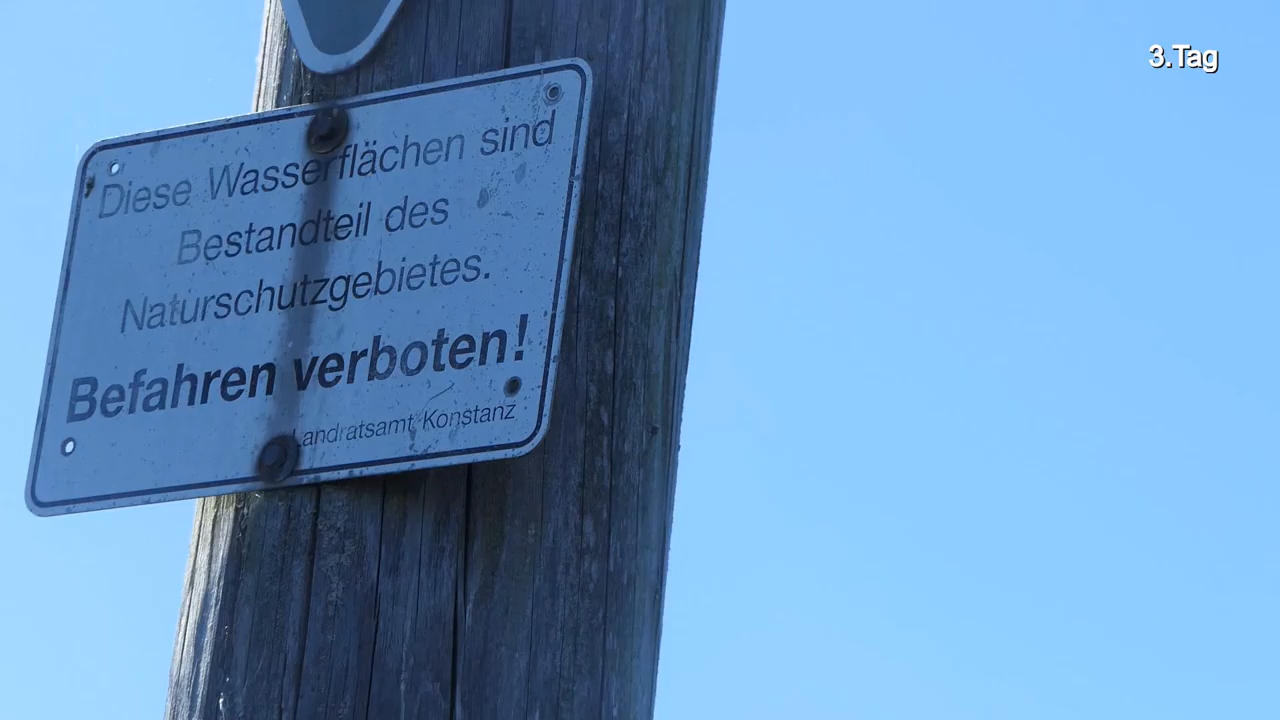 3.Tag
Diese Wasserflächen sind
Bestandteil des
Naturschutzgebietes.
Befahren verboten!
Landratsamt Konstanz